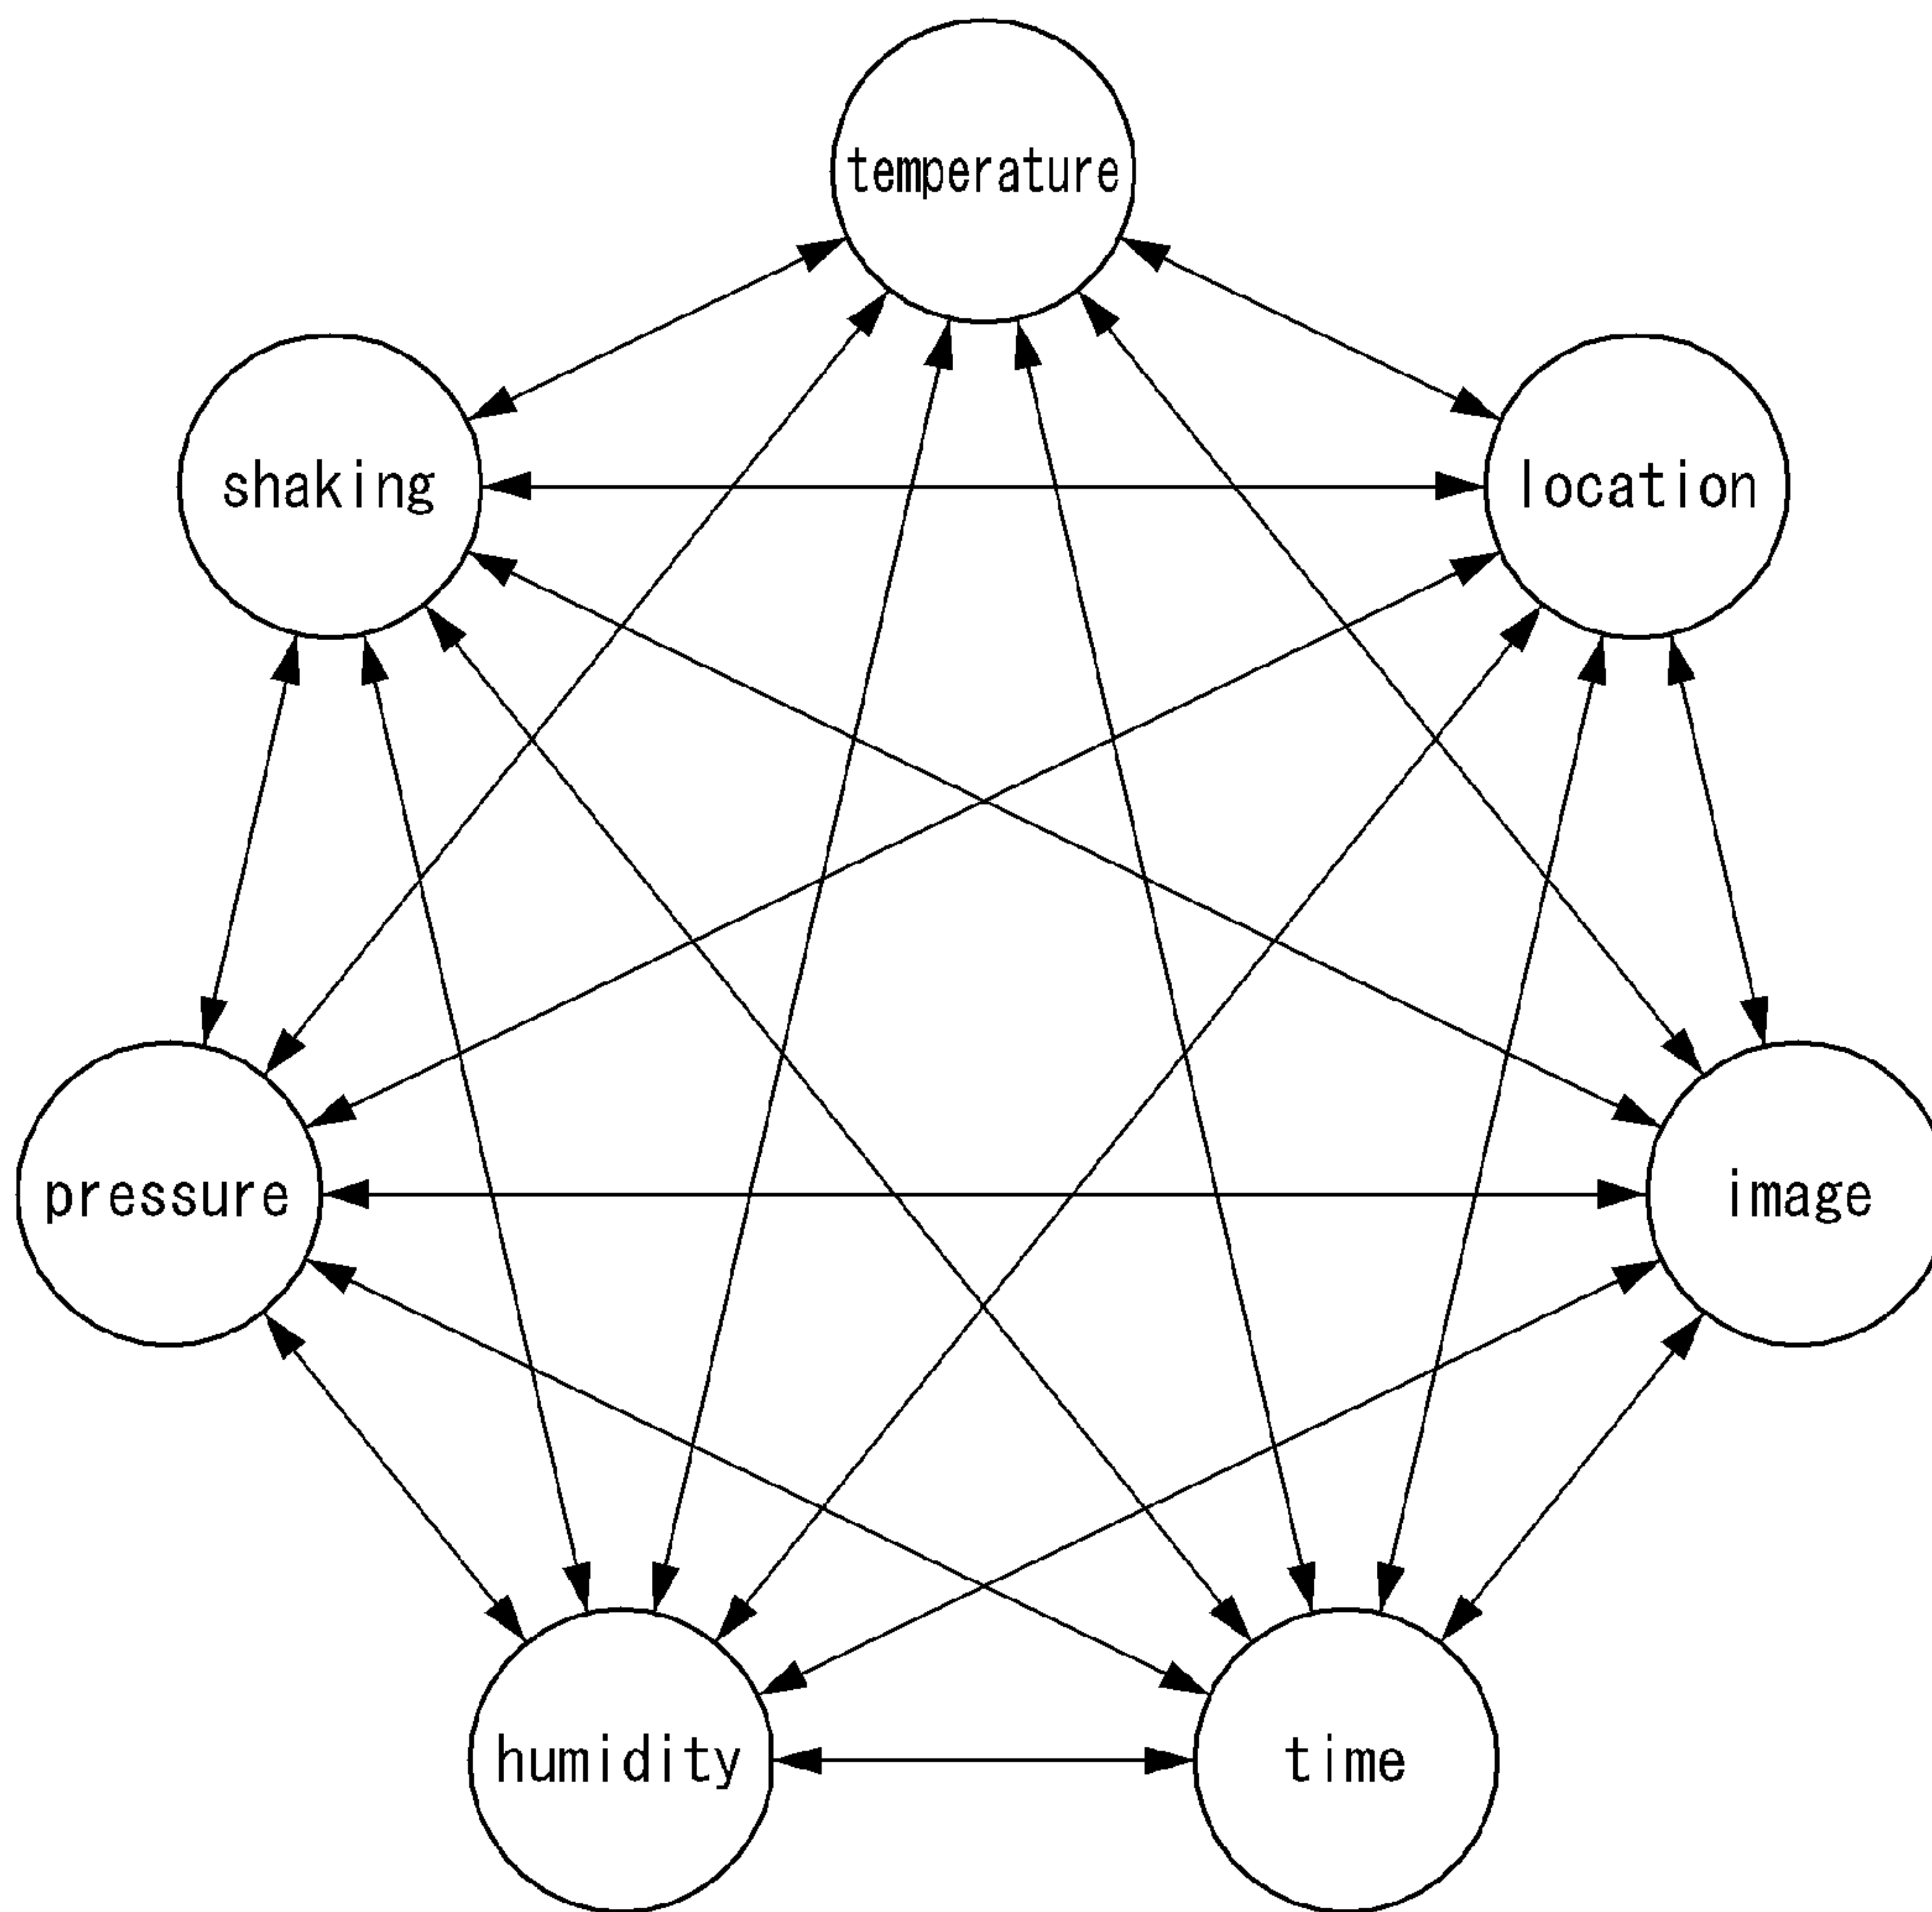 temperature
shaking
location
pressure
image
humidity
time